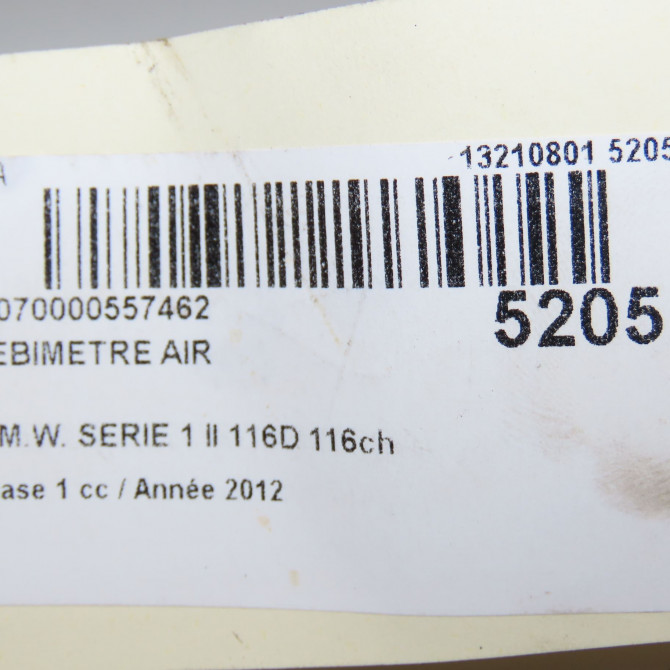 A
13210801 5205
070000557462
5205
EBIMETRE AIR
M.W. SERIE 1 II 116D 116ch
ase 1 cc / Année 2012